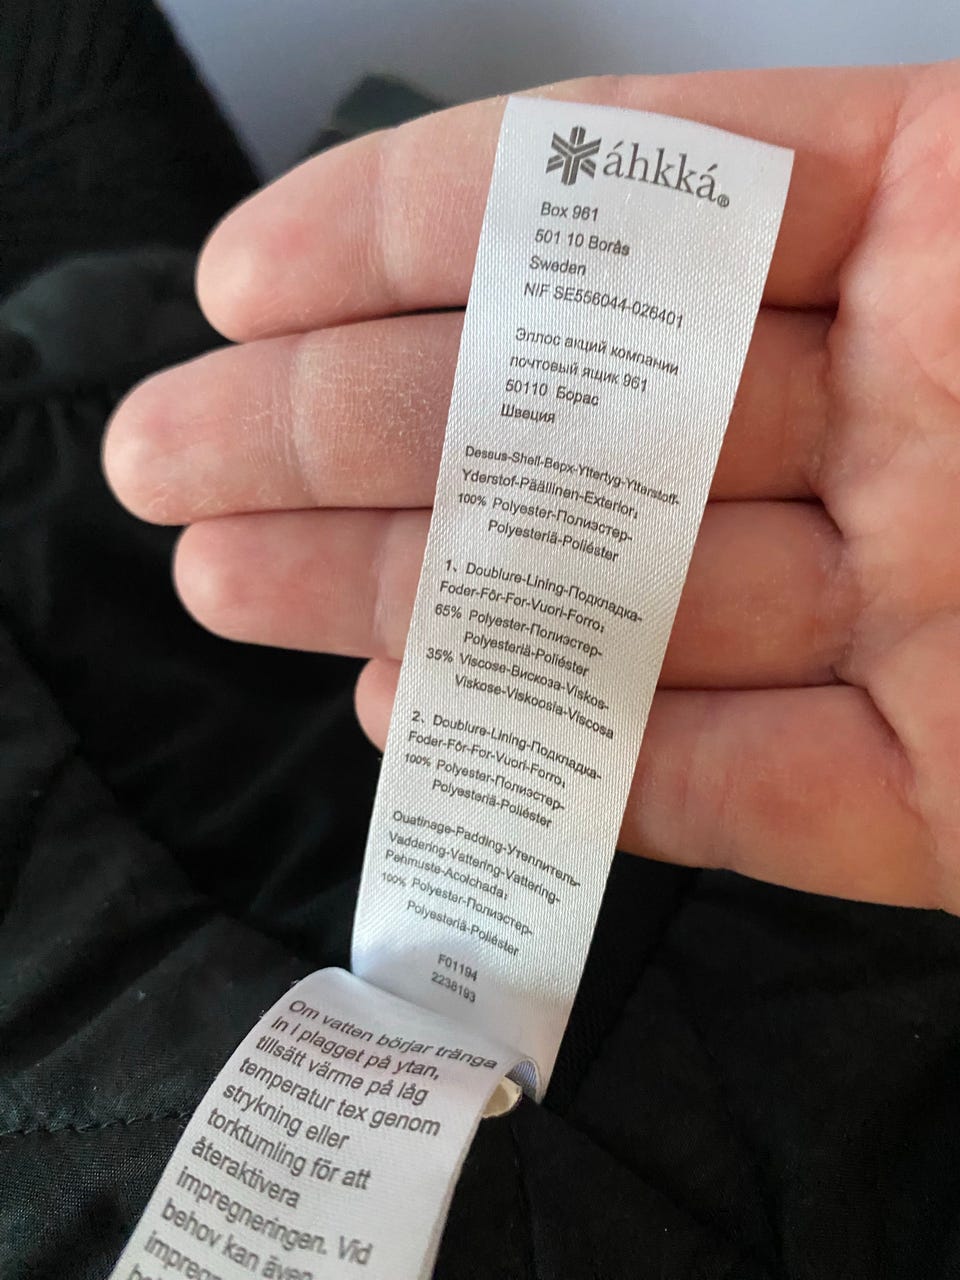 áhkká®
Box 961
501 10 Borås
Sweden
NIF SE556044-026401
Эллос акций компании
почтовый ящик 961
50110 Борас
Швеция
Dessus-Shell-Верх-Yttertyg-Ytterstoff-
Yderstof-Päällinen-Exterior;
100% Polyester-Полиэстер-
Polyesteriä-Poliéster
1、Doublure-Lining-Подкладка-
Foder-Fôr-For-Vuori-Forro;
65% Polyester-Полиэстер-
Polyesteriä-Poliéster
35% Viscose-Вискоза-Viskos-
Viskose-Viskoosia-Viscosa
2、Doublure-Lining-Подкладка-
Foder-Fôr-For-Vuori-Forro;
100% Polyester-Полиэстер-
Polyesteriä-Poliéster
Ouatinage-Padding-Утеплитель-
Vaddering-Vattering-Vattering-
Pehmuste-Acolchada;
100% Polyester-Полиэстер-
Polyesteriä-Poliéster
F01194
2238193
Om vatten börjar tränga
in i plagget på ytan,
tillsätt värme på låg
temperatur tex genom
strykning eller
torktumling för att
återaktivera
impregneringen. Vid
behov kan även